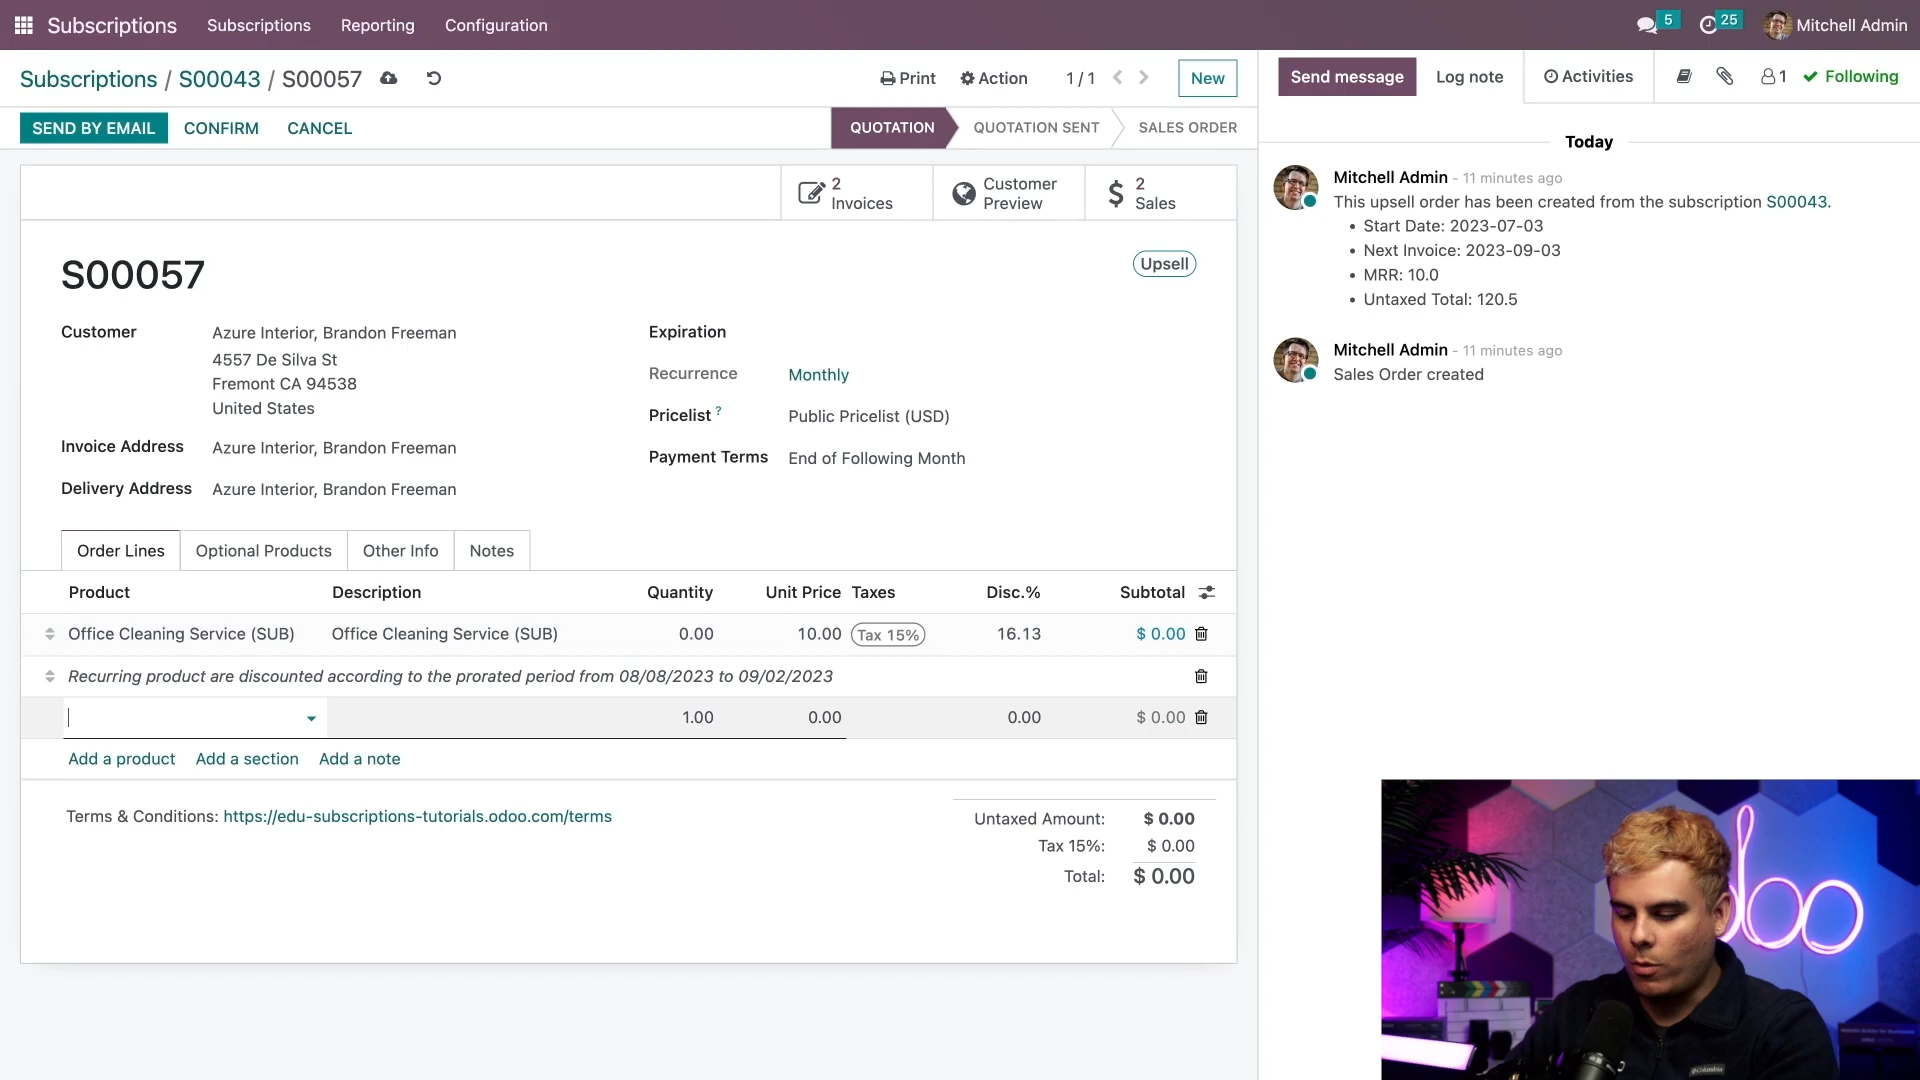 Subscriptions Subscriptions Reporting Configuration 5 25 Mitchell Admin
Subscriptions / S00043 / S00057 Print Action 1 / 1 New
SEND BY EMAIL CONFIRM CANCEL QUOTATION QUOTATION SENT SALES ORDER
2 Invoices
Customer Preview
2 Sales
S00057
Upsell
Customer Azure Interior, Brandon Freeman
4557 De Silva St
Fremont CA 94538
United States
Invoice Address Azure Interior, Brandon Freeman
Delivery Address Azure Interior, Brandon Freeman
Expiration
Recurrence Monthly
Pricelist ? Public Pricelist (USD)
Payment Terms End of Following Month
Order Lines Optional Products Other Info Notes
Product Description Quantity Unit Price Taxes Disc.% Subtotal
Office Cleaning Service (SUB) Office Cleaning Service (SUB) 0.00 10.00 Tax 15% 16.13 $ 0.00
Recurring product are discounted according to the prorated period from 08/08/2023 to 09/02/2023
1.00 0.00 0.00 $ 0.00
Add a product Add a section Add a note
Terms & Conditions: https://edu-subscriptions-tutorials.odoo.com/terms
Untaxed Amount: $ 0.00
Tax 15%: $ 0.00
Total: $ 0.00
Send message Log note Activities 1 Following
Today
Mitchell Admin - 11 minutes ago
This upsell order has been created from the subscription S00043.
• Start Date: 2023-07-03
• Next Invoice: 2023-09-03
• MRR: 10.0
• Untaxed Total: 120.5
Mitchell Admin - 11 minutes ago
Sales Order created
doo
Columbia